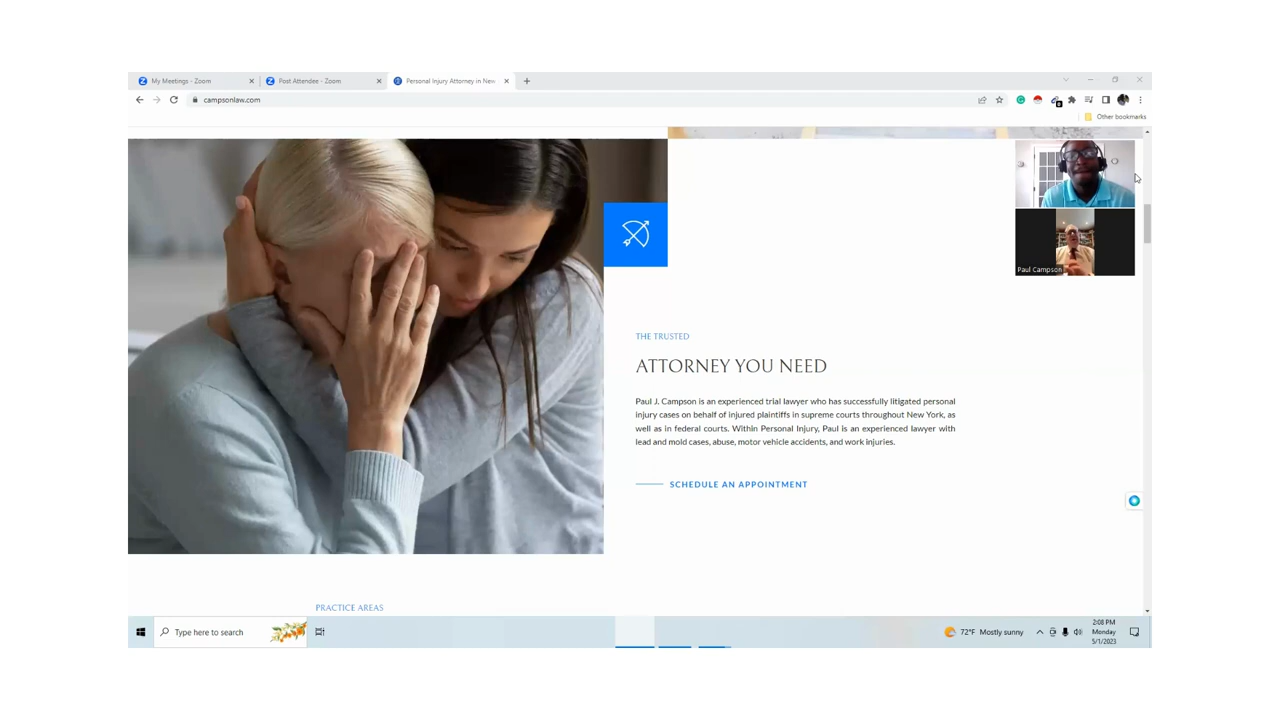 My Meetings - Zoom
Post Attendee - Zoom
Personal Injury Attorney in New
campsonlaw.com
Other bookmarks
Paul Campson
THE TRUSTED
ATTORNEY YOU NEED
Paul J. Campson is an experienced trial lawyer who has successfully litigated personal
injury cases on behalf of injured plaintiffs in supreme courts throughout New York, as
well as in federal courts. Within Personal Injury, Paul is an experienced lawyer with
lead and mold cases, abuse, motor vehicle accidents, and work injuries.
SCHEDULE AN APPOINTMENT
PRACTICE AREAS
Type here to search
72°F Mostly sunny
2:08 PM
Monday
5/1/2023